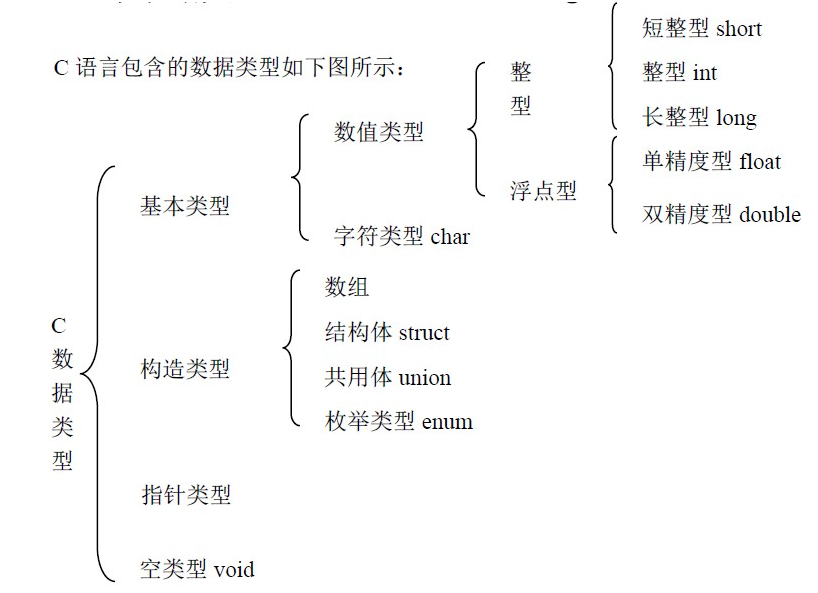 C 语言包含的数据类型如下图所示：
短整型 short
整型 int
长整型 long
整型
数值类型
单精度型 float
双精度型 double
浮点型
基本类型
字符类型 char
数组
结构体 struct
共用体 union
枚举类型 enum
构造类型
C数据类型
指针类型
空类型 void